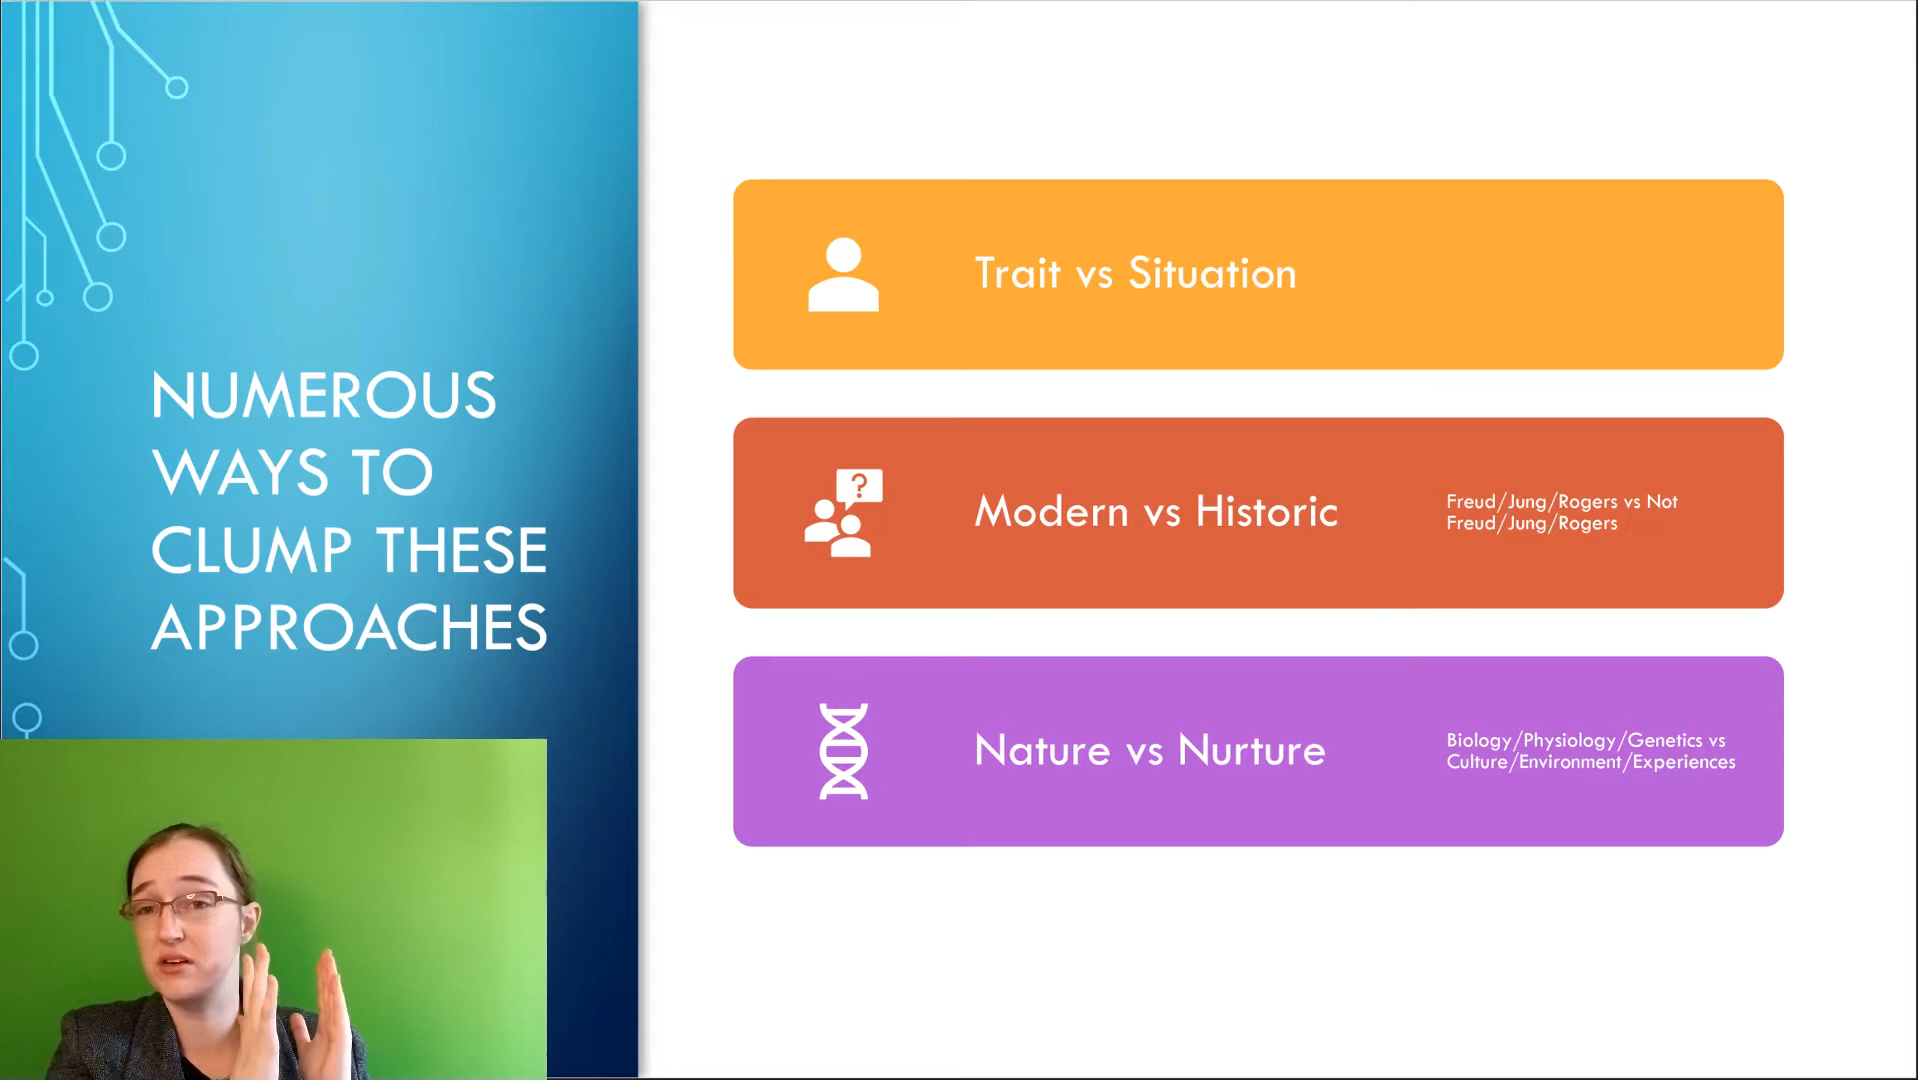 NUMEROUS
WAYS TO
CLUMP THESE
APPROACHES
Trait vs Situation
?
Modern vs Historic
Freud/Jung/Rogers vs Not
Freud/Jung/Rogers
Nature vs Nurture
Biology/Physiology/Genetics vs
Culture/Environment/Experiences